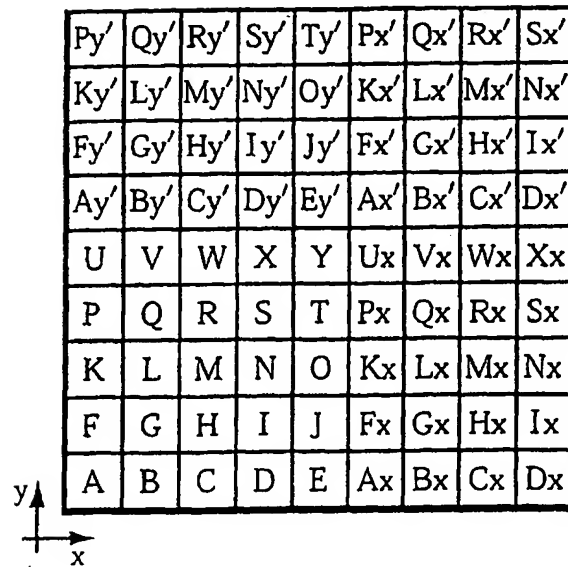 Py′ Qy′ Ry′ Sy′ Ty′ Px′ Qx′ Rx′ Sx′
Ky′ Ly′ My′ Ny′ Oy′ Kx′ Lx′ Mx′ Nx′
Fy′ Gy′ Hy′ Iy′ Jy′ Fx′ Gx′ Hx′ Ix′
Ay′ By′ Cy′ Dy′ Ey′ Ax′ Bx′ Cx′ Dx′
U V W X Y Ux Vx Wx Xx
P Q R S T Px Qx Rx Sx
K L M N O Kx Lx Mx Nx
F G H I J Fx Gx Hx Ix
A B C D E Ax Bx Cx Dx
y
x